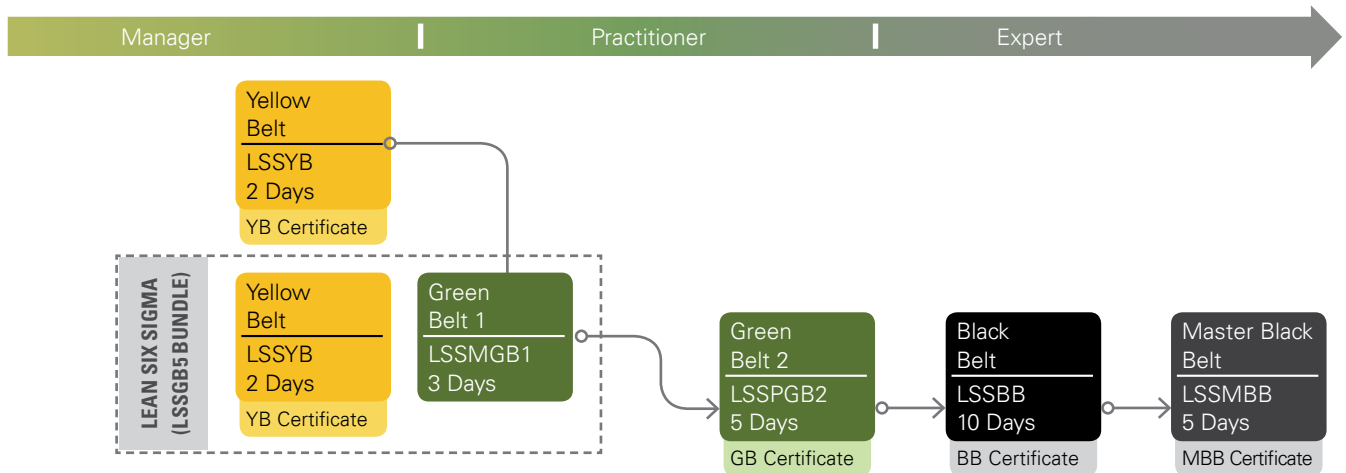 Manager
Practitioner
Expert
Yellow
Belt
LSSYB
2 Days
YB Certificate
LEAN SIX SIGMA
(LSSGB5 BUNDLE)
Yellow
Belt
LSSYB
2 Days
YB Certificate
Green
Belt 1
LSSMGB1
3 Days
Green
Belt 2
LSSPGB2
5 Days
GB Certificate
Black
Belt
LSSBB
10 Days
BB Certificate
Master Black
Belt
LSSMBB
5 Days
MBB Certificate